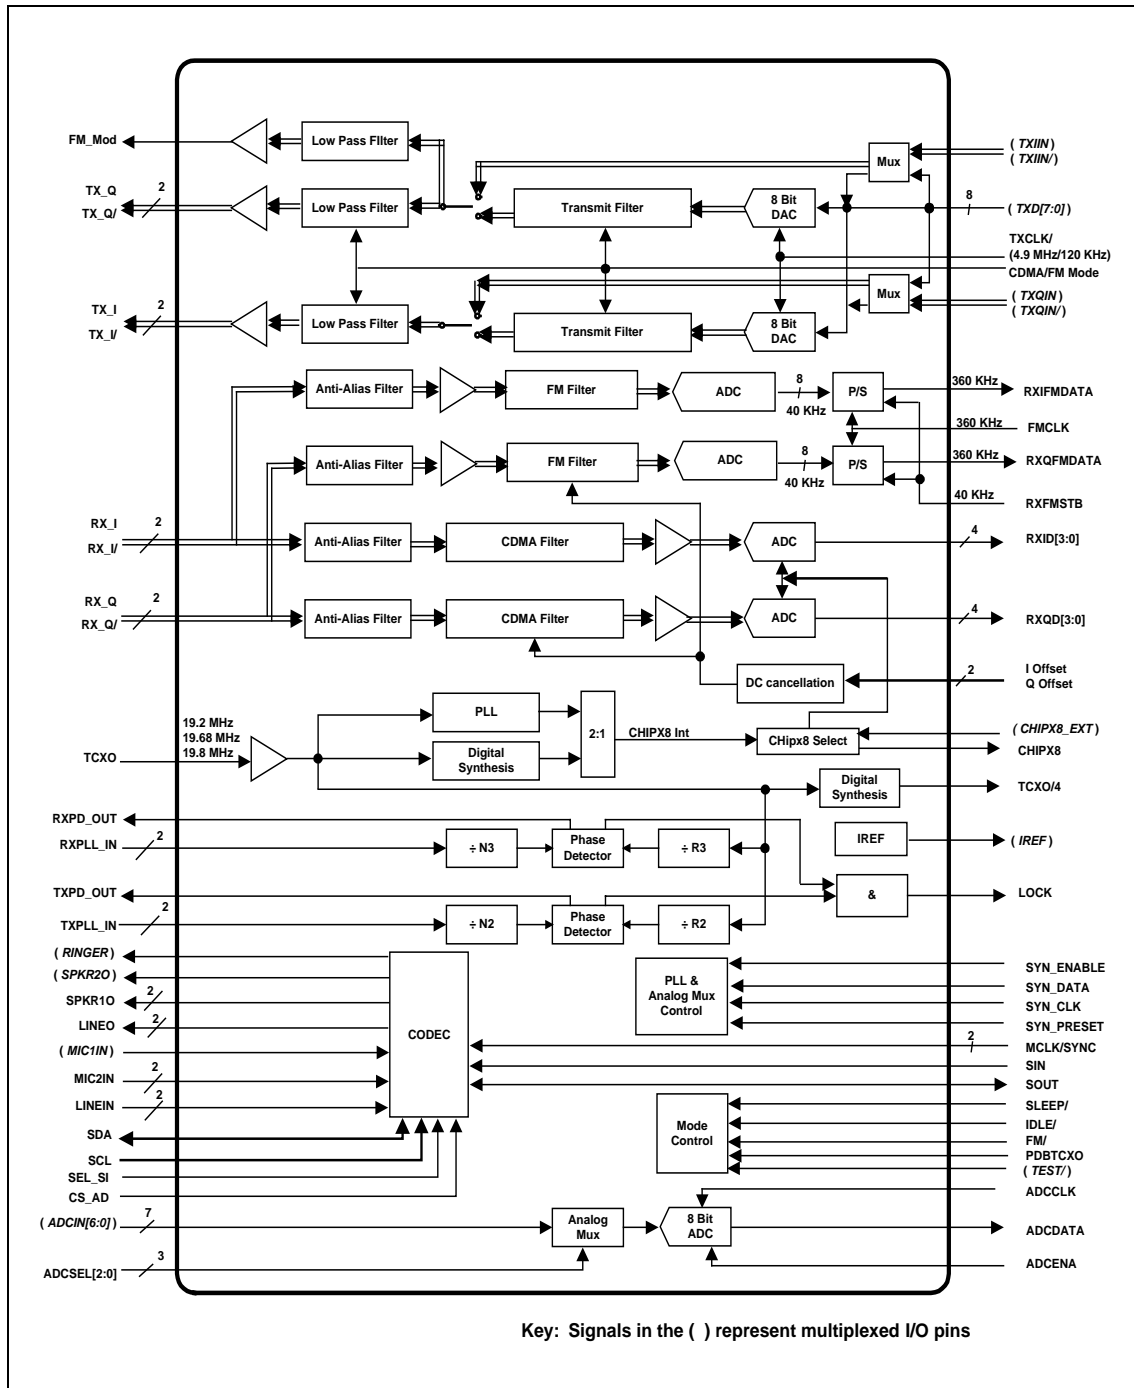 FM_Mod
Low Pass FIlter
Mux
( TXIIN)
( TXIIN/)
TX_Q
2
TX_Q/
Low Pass Filter
Transmit Filter
8 Bit
DAC
8
( TXD[7:0])
TXCLK/
(4.9 MHz/120 KHz)
CDMA/FM Mode
TX_I
2
TX_I/
Low Pass Filter
Transmit Filter
8 Bit
DAC
Mux
( TXQIN)
( TXQIN/)
Anti-Alias Filter
FM Filter
ADC
8
40 KHz
P/S
360 KHz
RXIFMDATA
360 KHz
FMCLK
Anti-Alias Filter
FM Filter
ADC
8
40 KHz
P/S
360 KHz
RXQFMDATA
40 KHz
RXFMSTB
RX_I
2
RX_I/
Anti-Alias Filter
CDMA Filter
ADC
4
RXID[3:0]
RX_Q
2
RX_Q/
Anti-Alias Filter
CDMA Filter
ADC
4
RXQD[3:0]
DC cancellation
2
I Offset
Q Offset
19.2 MHz
19.68 MHz
19.8 MHz
TCXO
PLL
Digital
Synthesis
2:1
CHIPX8 Int
CHipx8 Select
( CHIPX8_EXT)
CHIPX8
Digital
Synthesis
TCXO/4
RXPD_OUT
RXPLL_IN
2
÷ N3
Phase
Detector
÷ R3
IREF
( IREF)
TXPD_OUT
TXPLL_IN
2
÷ N2
Phase
Detector
÷ R2
&
LOCK
( RINGER)
( SPKR2O)
SPKR1O
2
LINEO
2
( MIC1IN)
MIC2IN
2
LINEIN
2
SDA
SCL
SEL_SI
CS_AD
CODEC
PLL &
Analog Mux
Control
SYN_ENABLE
SYN_DATA
SYN_CLK
SYN_PRESET
2
MCLK/SYNC
SIN
SOUT
Mode
Control
SLEEP/
IDLE/
FM/
PDBTCXO
( TEST/)
ADCCLK
( ADCIN[6:0])
7
Analog
Mux
8 Bit
ADC
ADCDATA
ADCSEL[2:0]
3
ADCENA
Key: Signals in the ( ) represent multiplexed I/O pins